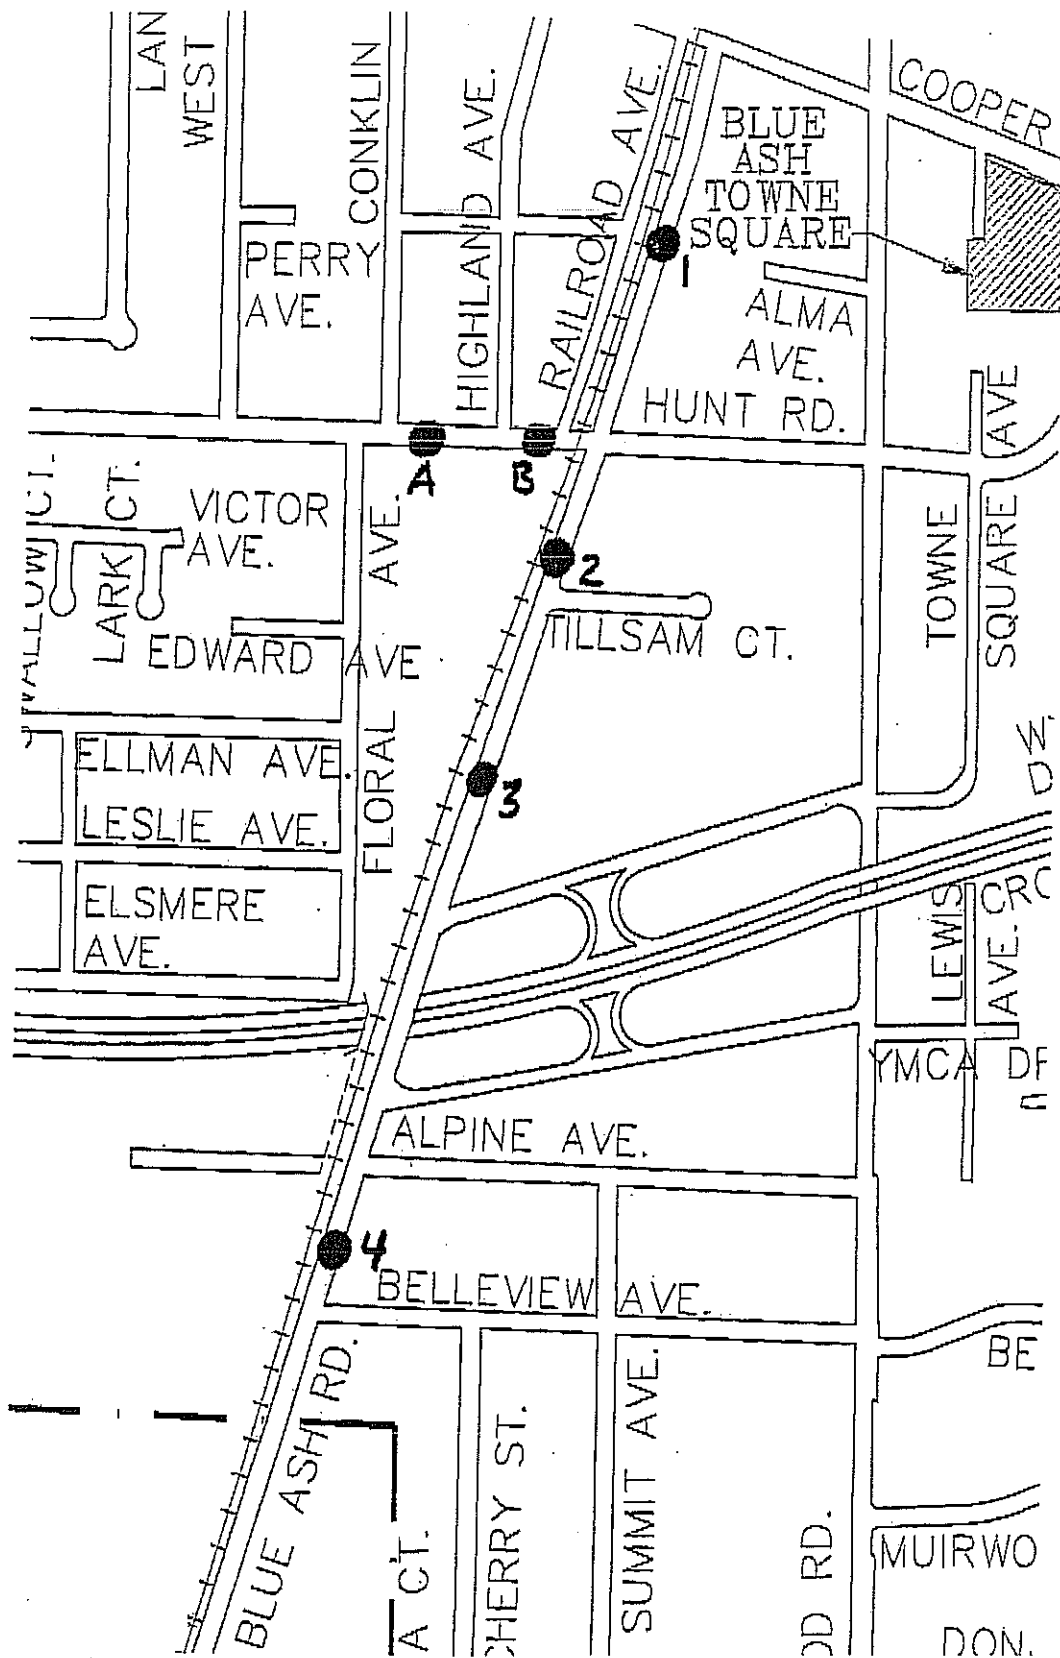 LAN
WEST
CONKLIN
HIGHLAND AVE.
RAILROAD AVE.
COOPER
BLUE
ASH
TOWNE
SQUARE
1
PERRY
AVE.
ALMA
AVE.
HUNT RD.
A
B
CT.
LARK CT.
VICTOR
AVE.
2
TILLSAM CT.
TOWNE
SQUARE AVE
EDWARD AVE
FLORAL AVE.
ELLMAN AVE.
LESLIE AVE.
3
ELSMERE
AVE.
LEWIS
AVE.
CRO
YMCA DR
ALPINE AVE.
4
BELLEVIEW AVE.
BE
BLUE ASH RD.
A CT.
CHERRY ST.
SUMMIT AVE.
OD RD.
MUIRWO
DON.